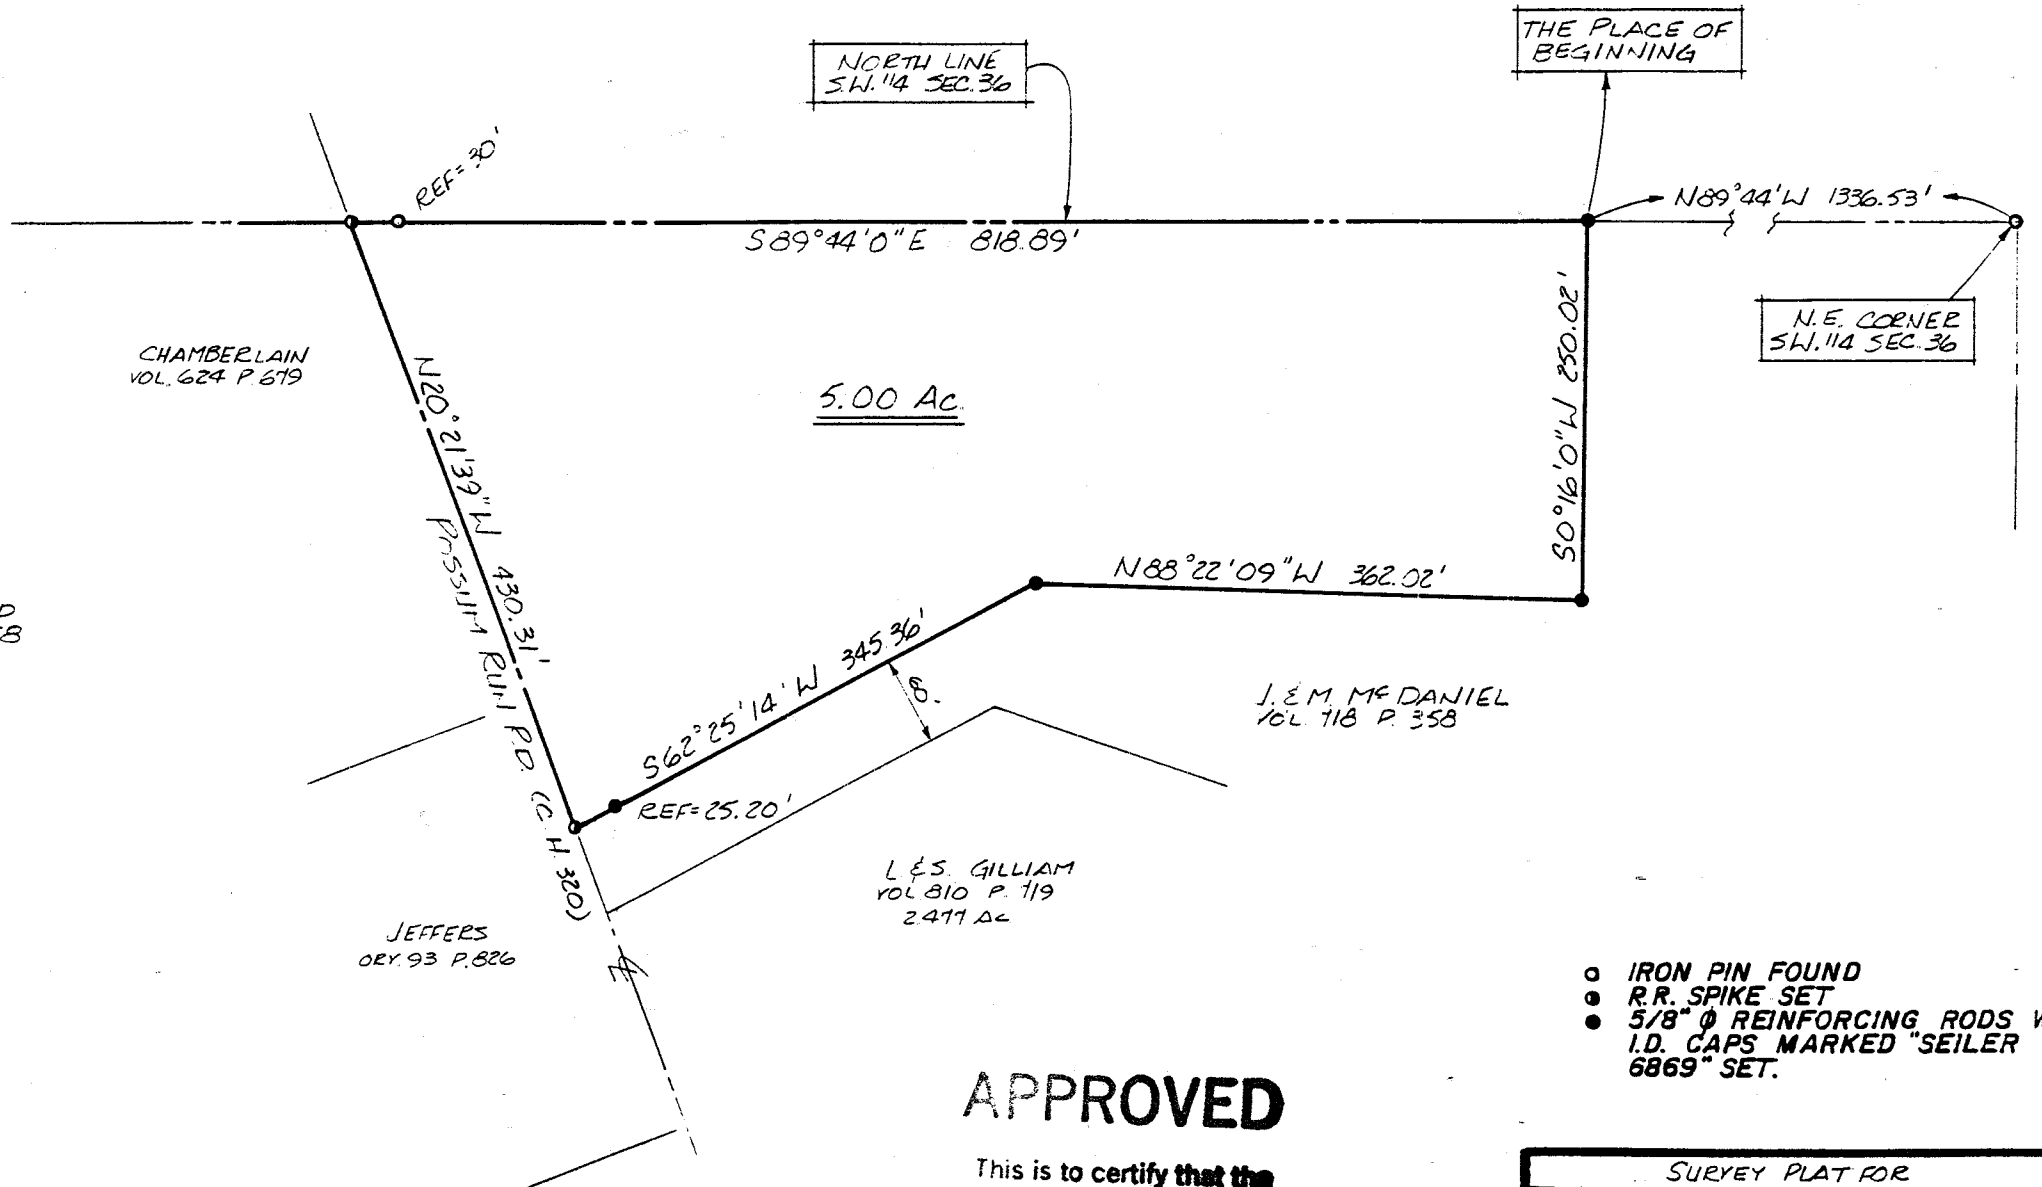 THE PLACE OF
BEGINNING
NORTH LINE
S.W. 1/4 SEC. 36
REF=30'
N89°44'W 1336.53'
S89°44'0"E 818.89'
N.E. CORNER
S.W. 1/4 SEC. 36
S0°16'0"W 250.02'
CHAMBERLAIN
VOL. 624 P. 679
5.00 Ac.
N20°21'39"W 430.31'
POSSUM RUN RD. (C.H. 320)
N88°22'09"W 362.02'
S62°25'14"W 345.36'
8.
REF=25.20'
J. & M. McDANIEL
VOL. 718 P. 358
L & S. GILLIAM
VOL 810 P. 719
2.477 Ac
JEFFERS
P. 826
IRON PIN FOUND
R.R. SPIKE SET
5/8" φ REINFORCING RODS W
I.D. CAPS MARKED "SEILER
6869" SET.
APPROVED
This is to certify that the
SURVEY PLAT FOR